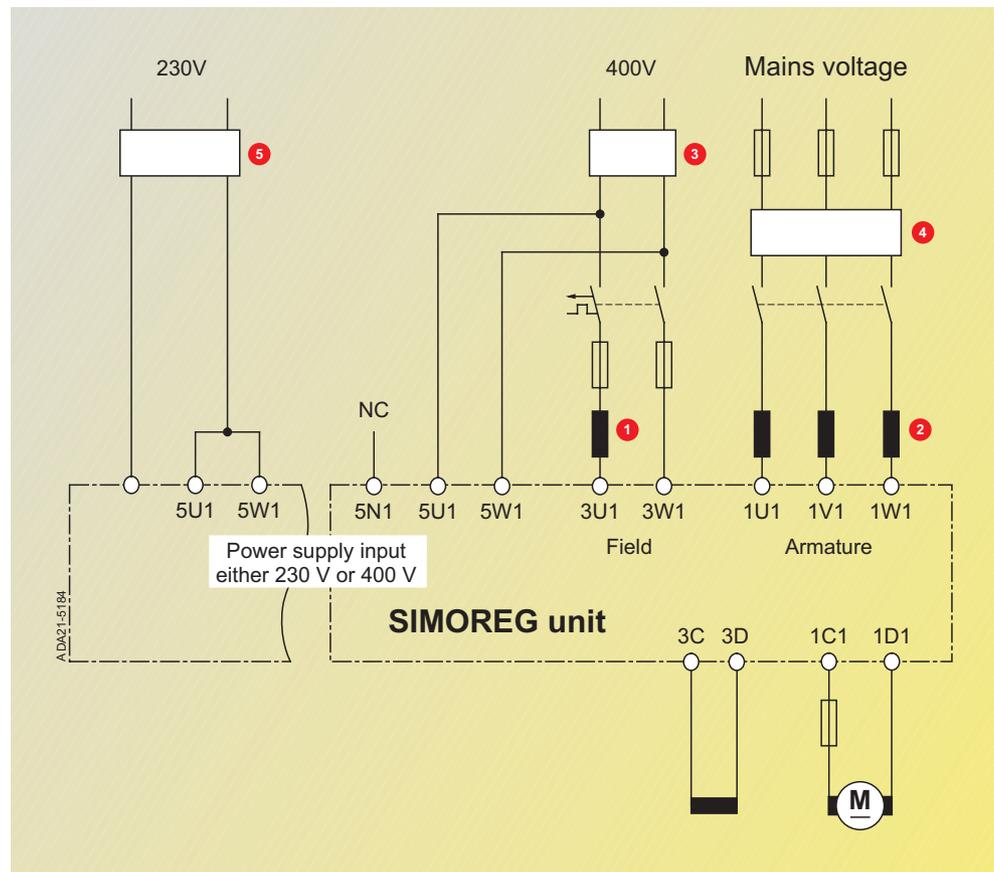 230V
400V
Mains voltage
5
3
4
NC
1
2
5U1
5W1
5N1
5U1
5W1
3U1
3W1
1U1
1V1
1W1
Field
Armature
Power supply input
either 230 V or 400 V
SIMOREG unit
ADA21-5184
3C
3D
1C1
1D1
M